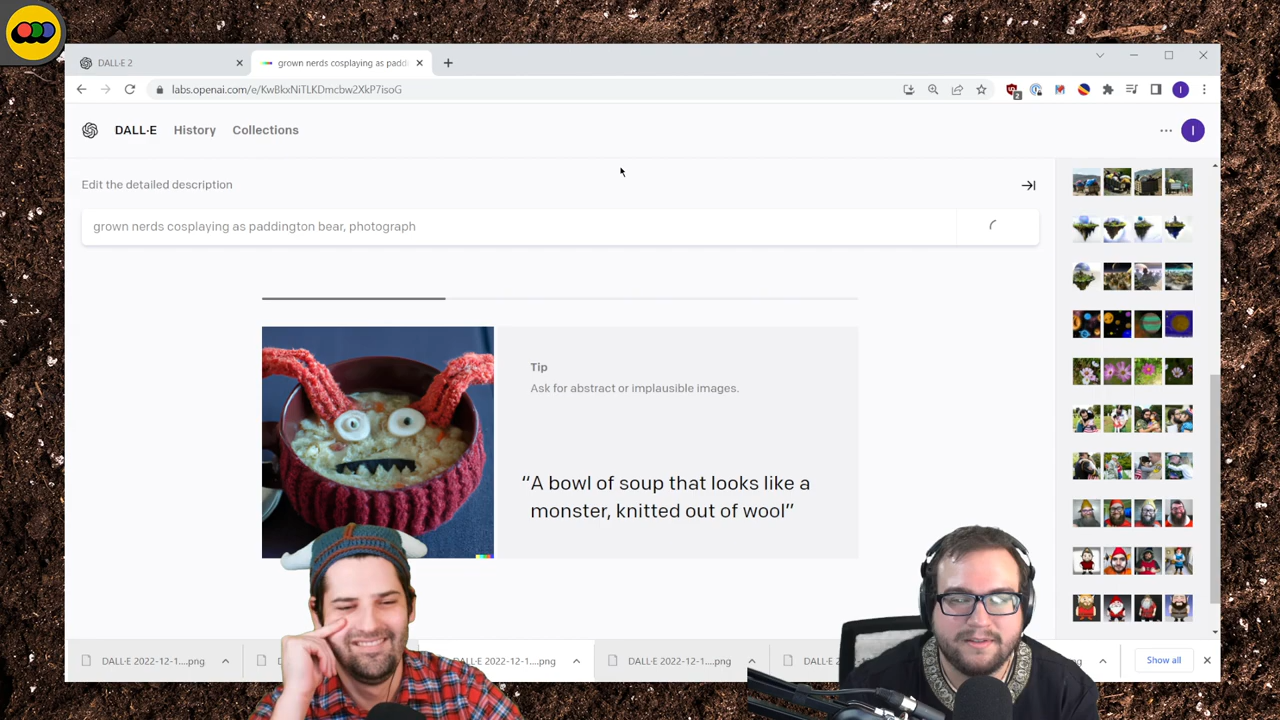 DALL·E 2
grown nerds cosplaying as padd
labs.openai.com/e/KwBkxNiTLKDmcbw2XkP7isoG
2
I
DALL·E
History
Collections
I
Edit the detailed description
grown nerds cosplaying as paddington bear, photograph
Tip
Ask for abstract or implausible images.
“A bowl of soup that looks like a
monster, knitted out of wool”
DALL·E 2022-12-1....png
2022-12-1....png
DALL·E 2022-12-1....png
DALL·E 2
Show all